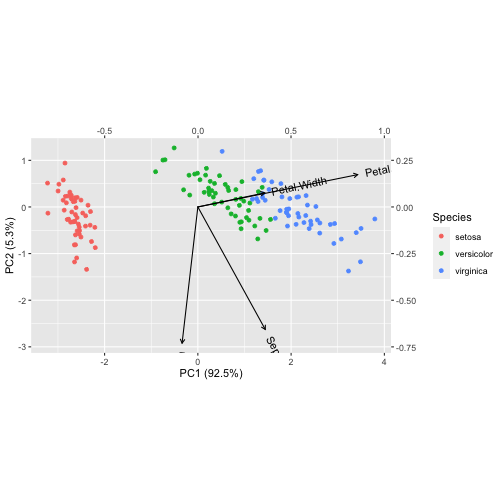 -0.5 0.0 0.5 1.0
1 0.25
0 0.00
-1 -0.25
-2 -0.50
-3 -0.75
-2 0 2 4
PC1 (92.5%)
PC2 (5.3%)
Petal.Width
Petal
Sep
Species
setosa
versicolor
virginica